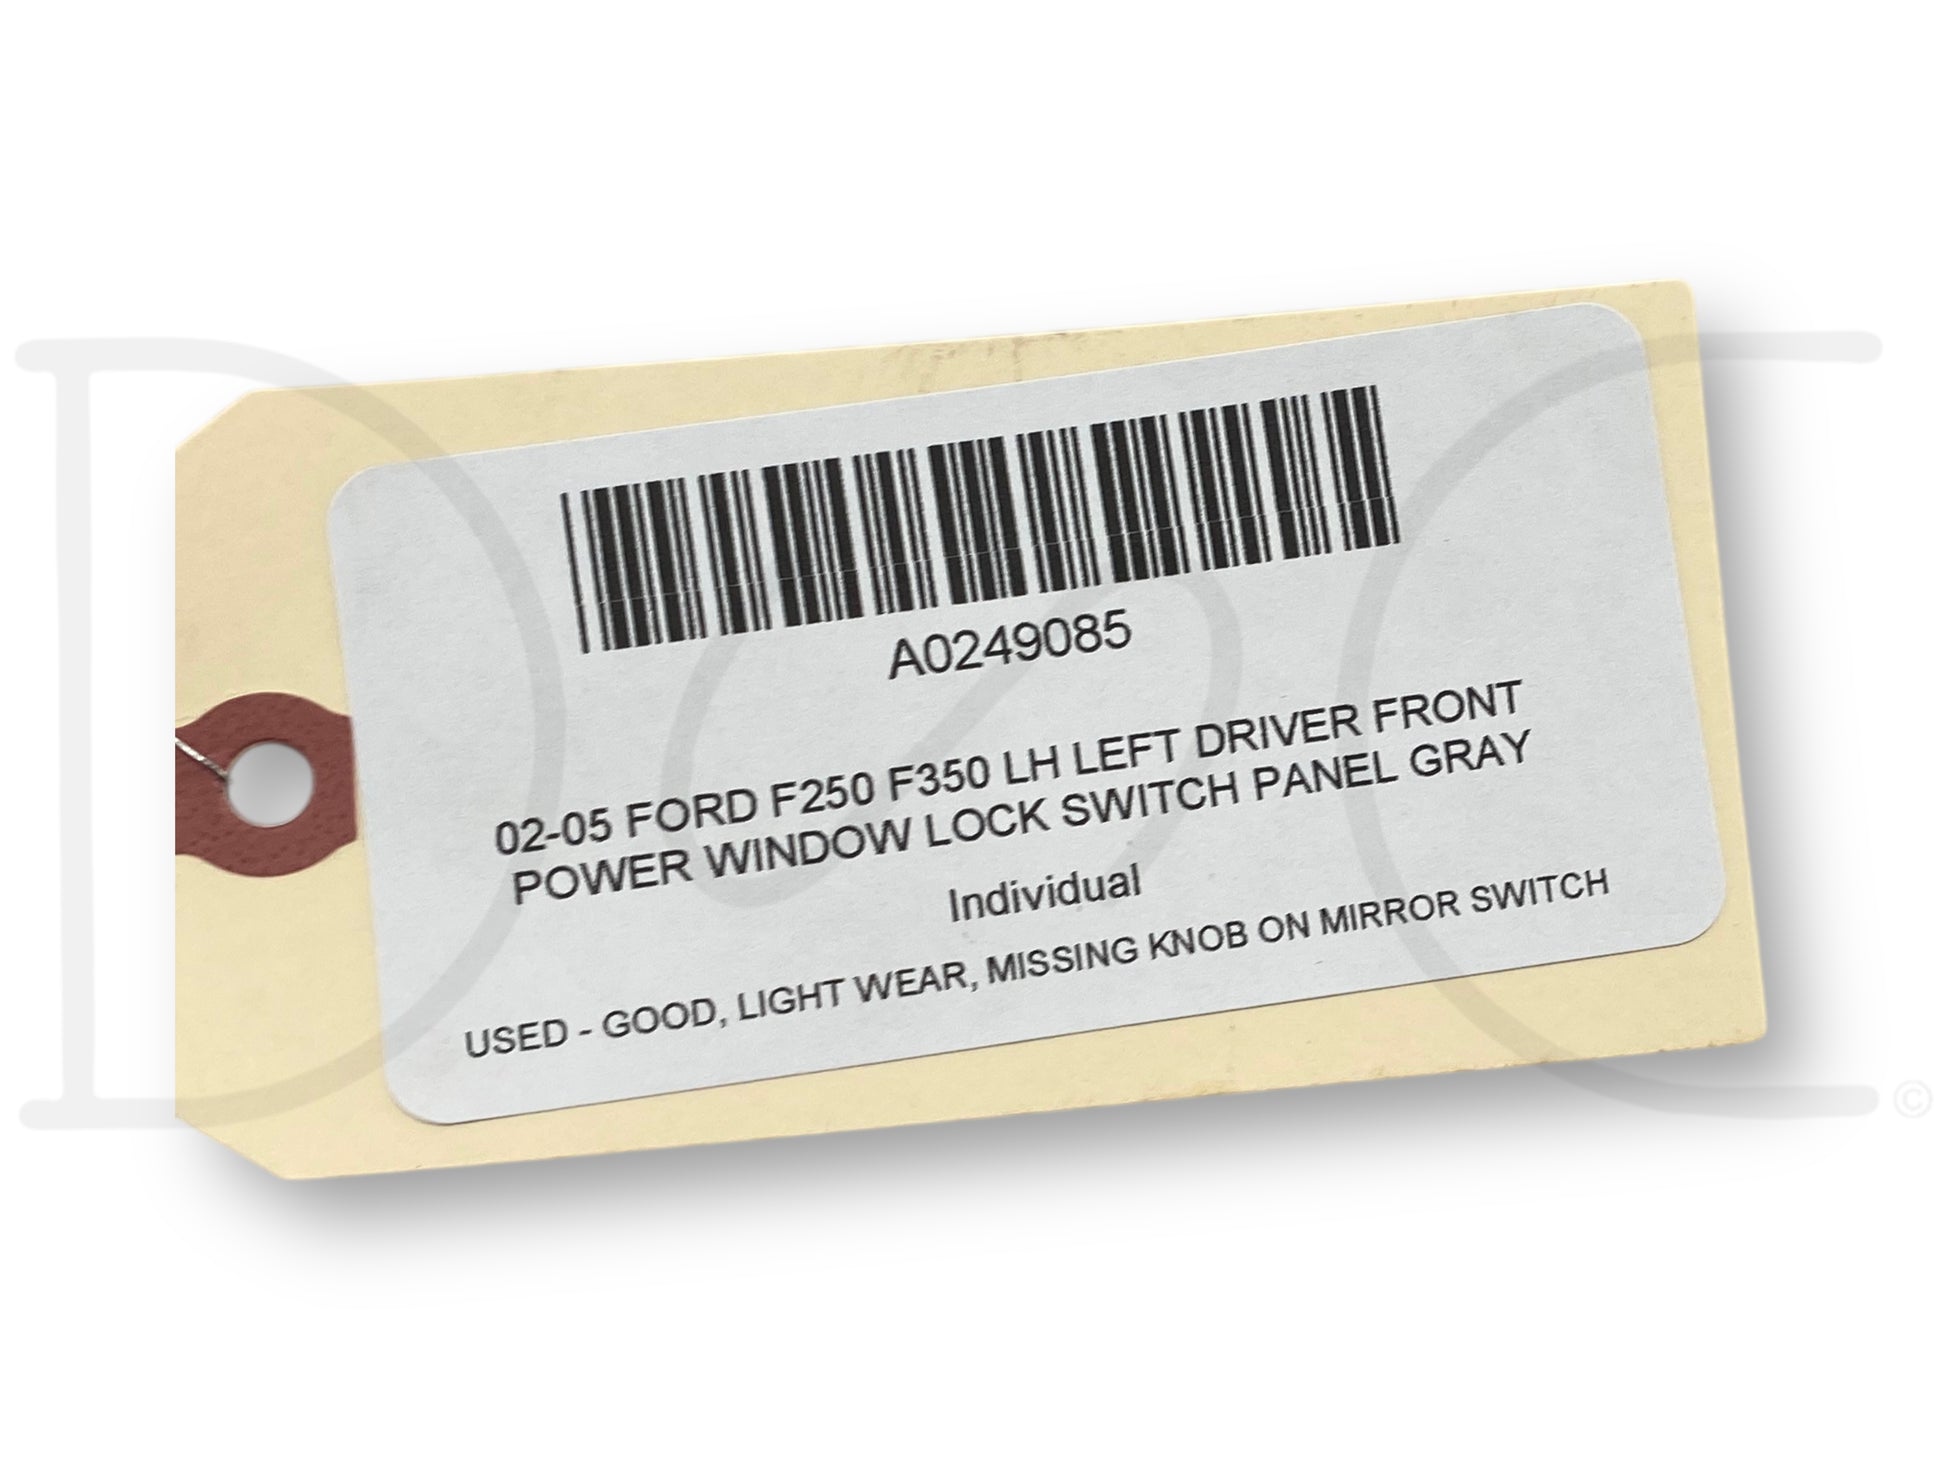 A0249085
02-05 FORD F250 F350 LH LEFT DRIVER FRONT
POWER WINDOW LOCK SWITCH PANEL GRAY
Individual
USED - GOOD, LIGHT WEAR, MISSING KNOB ON MIRROR SWITCH
©